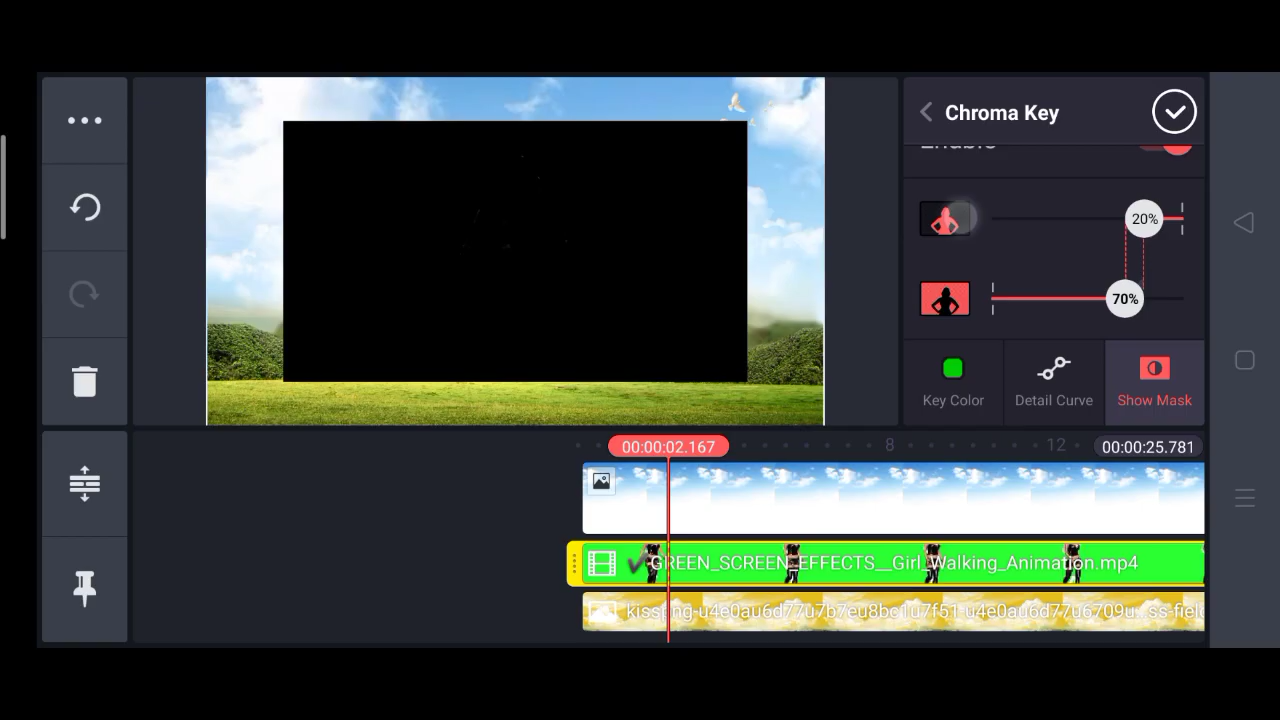 Chroma Key
Enable
20%
70%
Key Color
Detail Curve
Show Mask
00:00:02.167
8
12
00:00:25.781
GREEN_SCREEN_EFFECTS__Girl_Walking_Animation.mp4